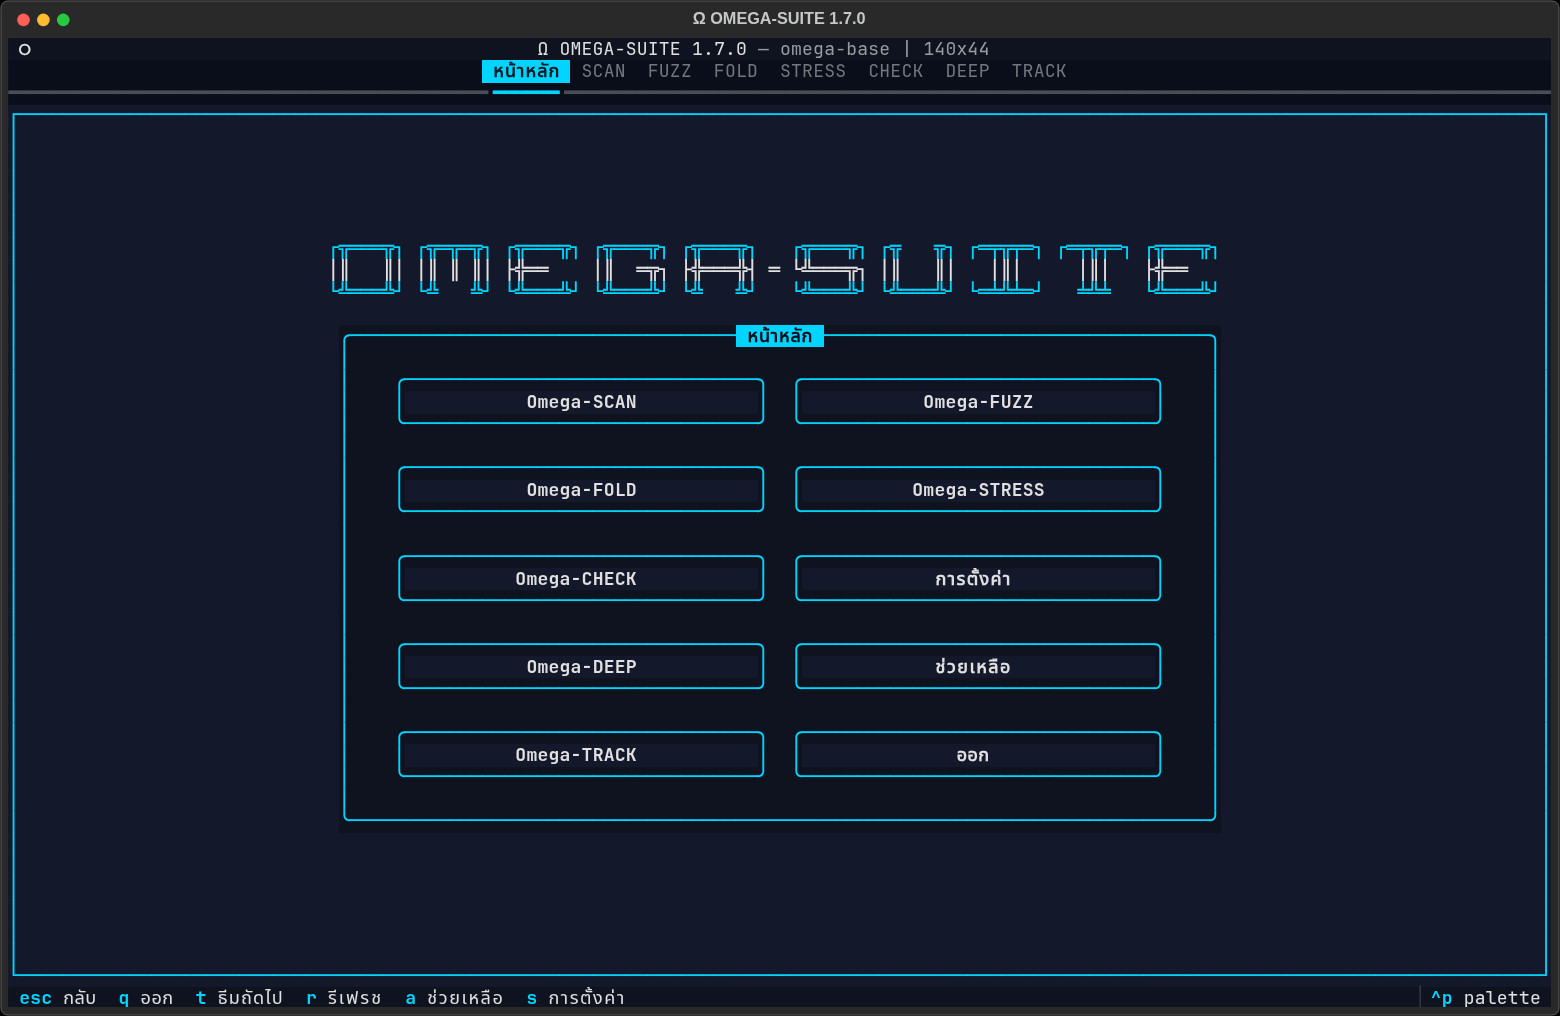 Ω OMEGA-SUITE 1.7.0
Ω OMEGA-SUITE 1.7.0 — omega-base | 140x44
หน้าหลัก SCAN FUZZ FOLD STRESS CHECK DEEP TRACK
OMEGA-SUITE
หน้าหลัก
Omega-SCAN Omega-FUZZ
Omega-FOLD Omega-STRESS
Omega-CHECK การตั้งค่า
Omega-DEEP ช่วยเหลือ
Omega-TRACK ออก
esc กลับ q ออก t ธีมถัดไป r รีเฟรช a ช่วยเหลือ s การตั้งค่า ^p palette